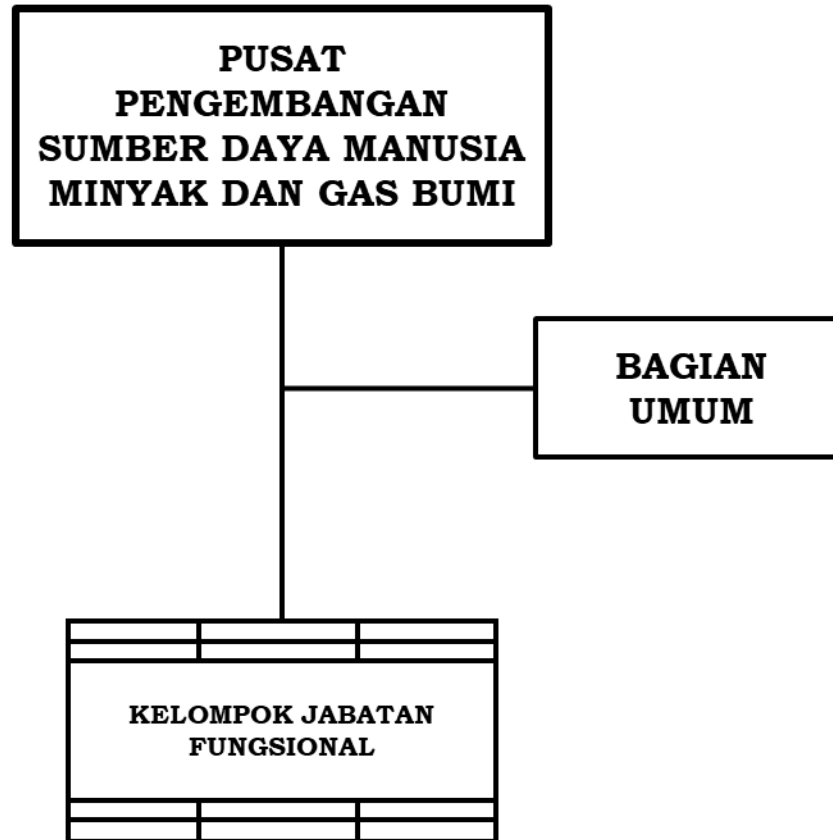 PUSAT
PENGEMBANGAN
SUMBER DAYA MANUSIA
MINYAK DAN GAS BUMI
BAGIAN
UMUM
KELOMPOK JABATAN
FUNGSIONAL